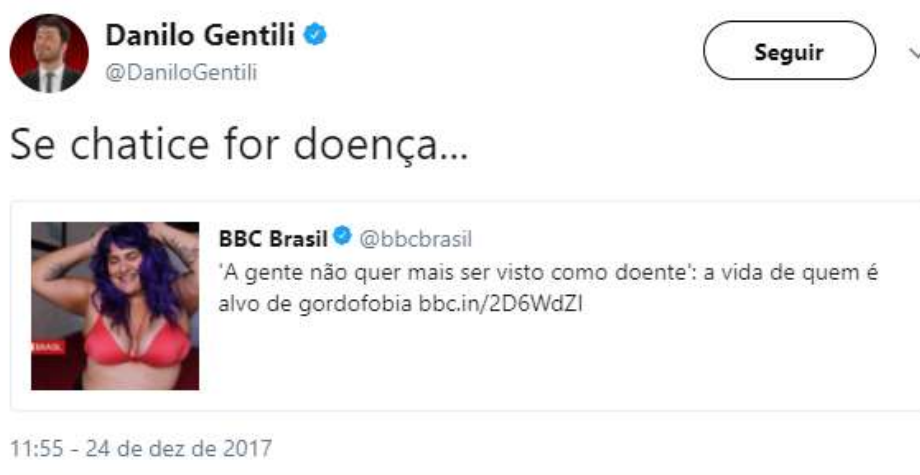 Danilo Gentili
@DaniloGentili
Seguir
Se chatice for doença...
BBC Brasil @bbcbrasil
'A gente não quer mais ser visto como doente': a vida de quem é
alvo de gordofobia bbc.in/2D6WdZI
BRASIL
11:55 - 24 de dez de 2017